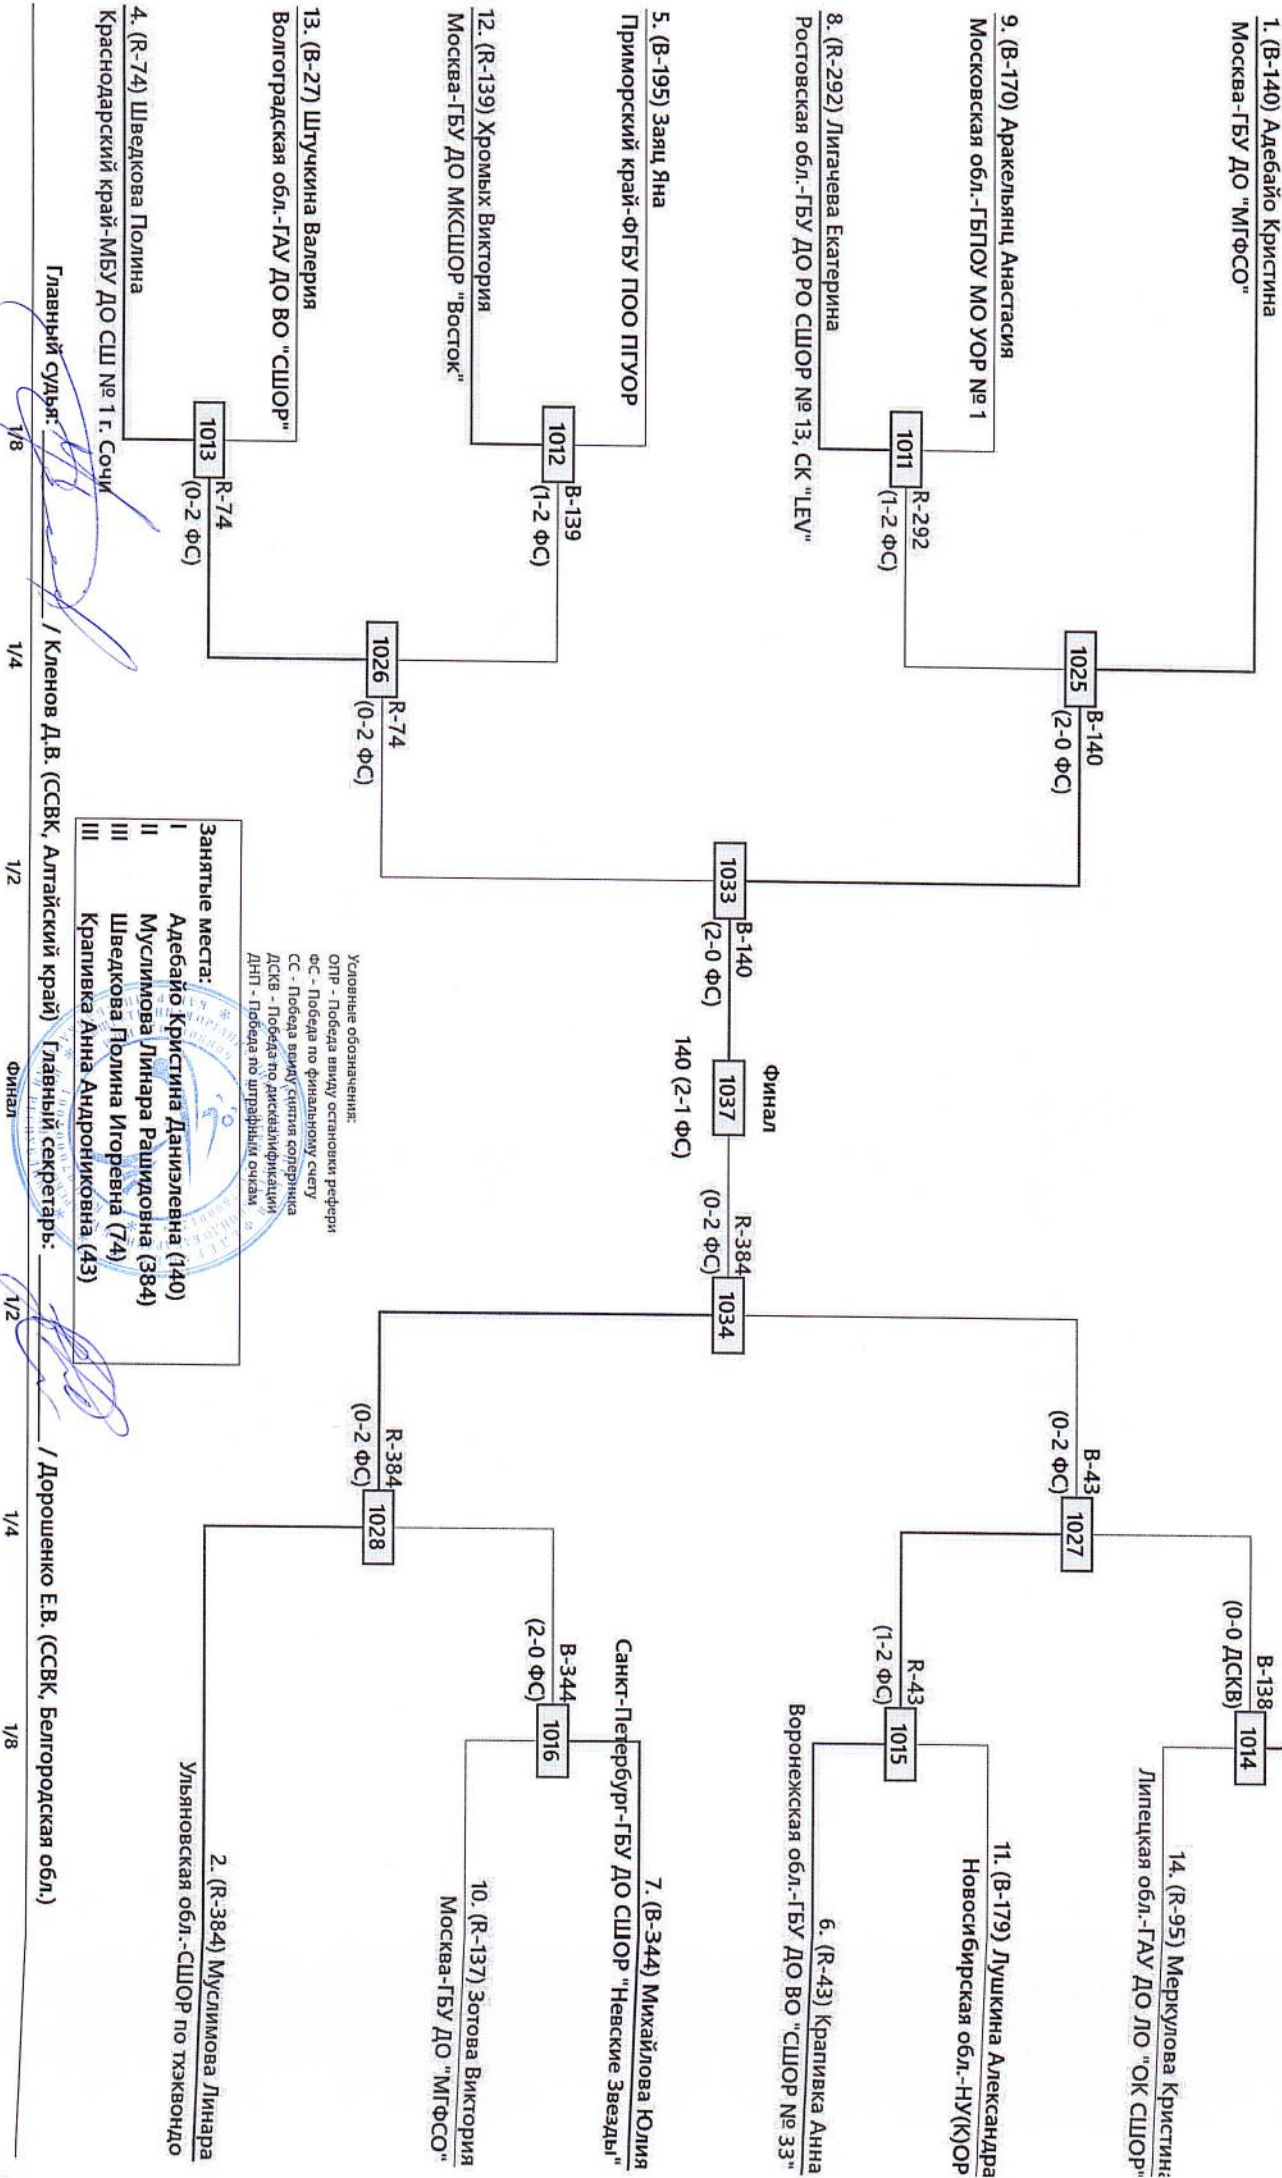 1. (B-140) Адебайо Кристина
Москва-ГБУ ДО "МГФСО"
9. (B-170) Аракельянц Анастасия
Московская обл.-ГБПОУ МО УОР №1
8. (R-292) Лигачева Екатерина
Ростовская обл.-ГБУ ДО РО СШОР № 13, СК "LEV"
5. (B-195) Заяц Яна
Приморский край-ФГБУ ПОО ПГУОР
12. (R-139) Хромых Виктория
Москва-ГБУ ДО МКСШОР "Восток"
13. (B-27) Штучкина Валерия
Волгоградская обл.-ГАУ ДО ВО "СШОР"
4. (R-74) Шведкова Полина
Краснодарский край-МБУ ДО СШ № 1 г. Сочи
1011
R-292
(1-2 ФС)
1012
B-139
(1-2 ФС)
1013
R-74
(0-2 ФС)
1025
B-140
(2-0 ФС)
1026
R-74
(0-2 ФС)
1033
B-140
(2-0 ФС)
Финал
1037
140 (2-1 ФС)
R-384
(0-2 ФС)
1034
B-43
(0-2 ФС)
1027
R-384
(0-2 ФС)
1028
B-138
(0-0 ДСКВ)
1014
R-43
(1-2 ФС)
1015
B-344
(2-0 ФС)
1016
14. (R-95) Меркулова Кристина
Липецкая обл.-ГАУ ДО ЛО "ОК СШОР"
11. (B-179) Лушкина Александра
Новосибирская обл.-НУ(К)ОР
6. (R-43) Крапивка Анна
Воронежская обл.-ГБУ ДО ВО "СШОР № 33"
7. (B-344) Михайлова Юлия
Санкт-Петербург-ГБУ ДО СШОР "Невские Звезды"
10. (R-137) Зотова Виктория
Москва-ГБУ ДО "МГФСО"
2. (R-384) Муслимова Линара
Ульяновская обл.-СШОР по тхэквондо
Условные обозначения:
ОПР - Победа ввиду остановки рефери
ФС - Победа по финальному счету
СС - Победа ввиду снятия соперника
ДСКВ - Победа по дисквалификации
ДНП - Победа по штрафным очкам
Занятые места:
I Адебайо Кристина Даниэлевна (140)
II Муслимова Линара Рашидовна (384)
III Шведкова Полина Игоревна (74)
III Крапивка Анна Андрониковна (43)
Главный судья: / Кленов Д.В. (ССВК, Алтайский край) Главный секретарь: / Дорошенко Е.В. (ССВК, Белгородская обл.)
1/8 1/4 1/2 Финал 1/2 1/4 1/8